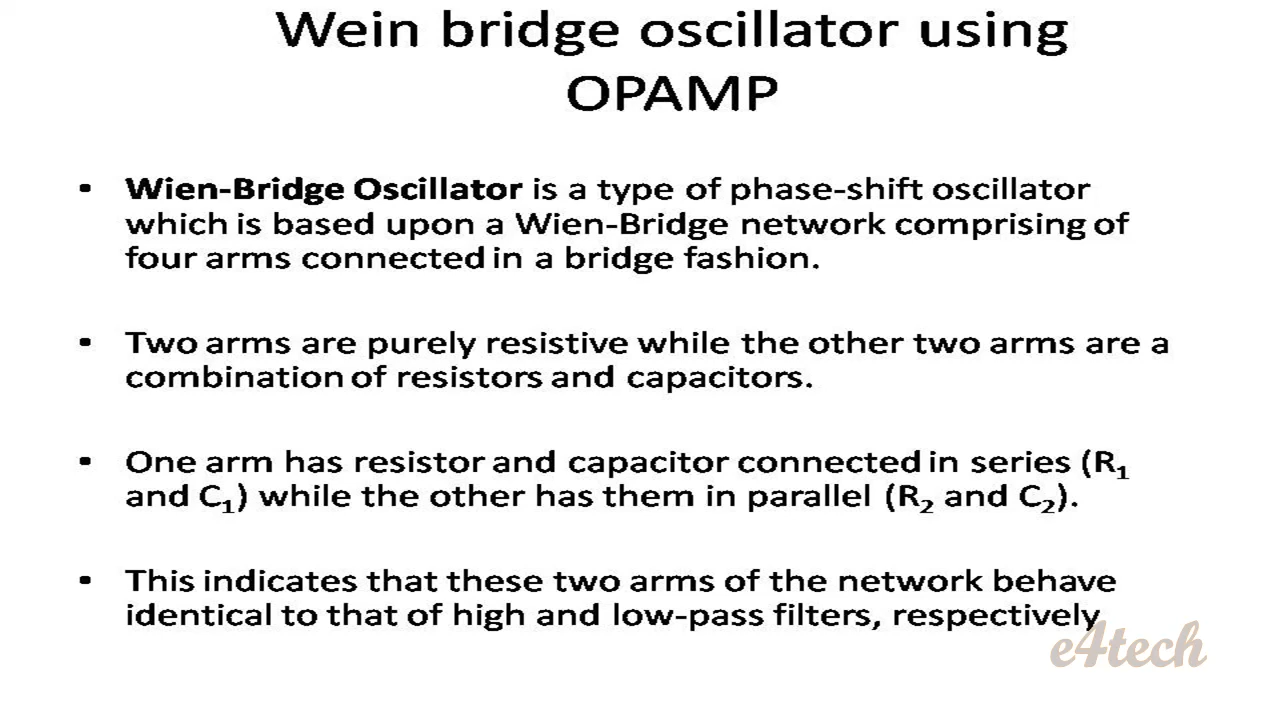 Wein bridge oscillator using
OPAMP
• Wien-Bridge Oscillator is a type of phase-shift oscillator
which is based upon a Wien-Bridge network comprising of
four arms connected in a bridge fashion.
• Two arms are purely resistive while the other two arms are a
combination of resistors and capacitors.
• One arm has resistor and capacitor connected in series (R₁
and C₁) while the other has them in parallel (R₂ and C₂).
• This indicates that these two arms of the network behave
identical to that of high and low-pass filters, respectively
e4tech